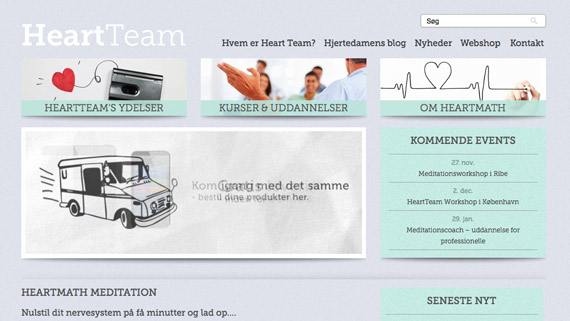 HeartTeam
Søg
Hvem er Heart Team? Hjertedamens blog Nyheder Webshop Kontakt
HEARTTEAM'S YDELSER
KURSER & UDDANNELSER
OM HEARTMATH
Kom igang med det samme
- bestil dine produkter her.
KOMMENDE EVENTS
27. nov.
Meditationsworkshop i Ribe
2. dec.
HeartTeam Workshop i København
29. jan.
Meditationscoach – uddannelse for
professionelle
HEARTMATH MEDITATION
Nulstil dit nervesystem på få minutter og lad op....
SENESTE NYT